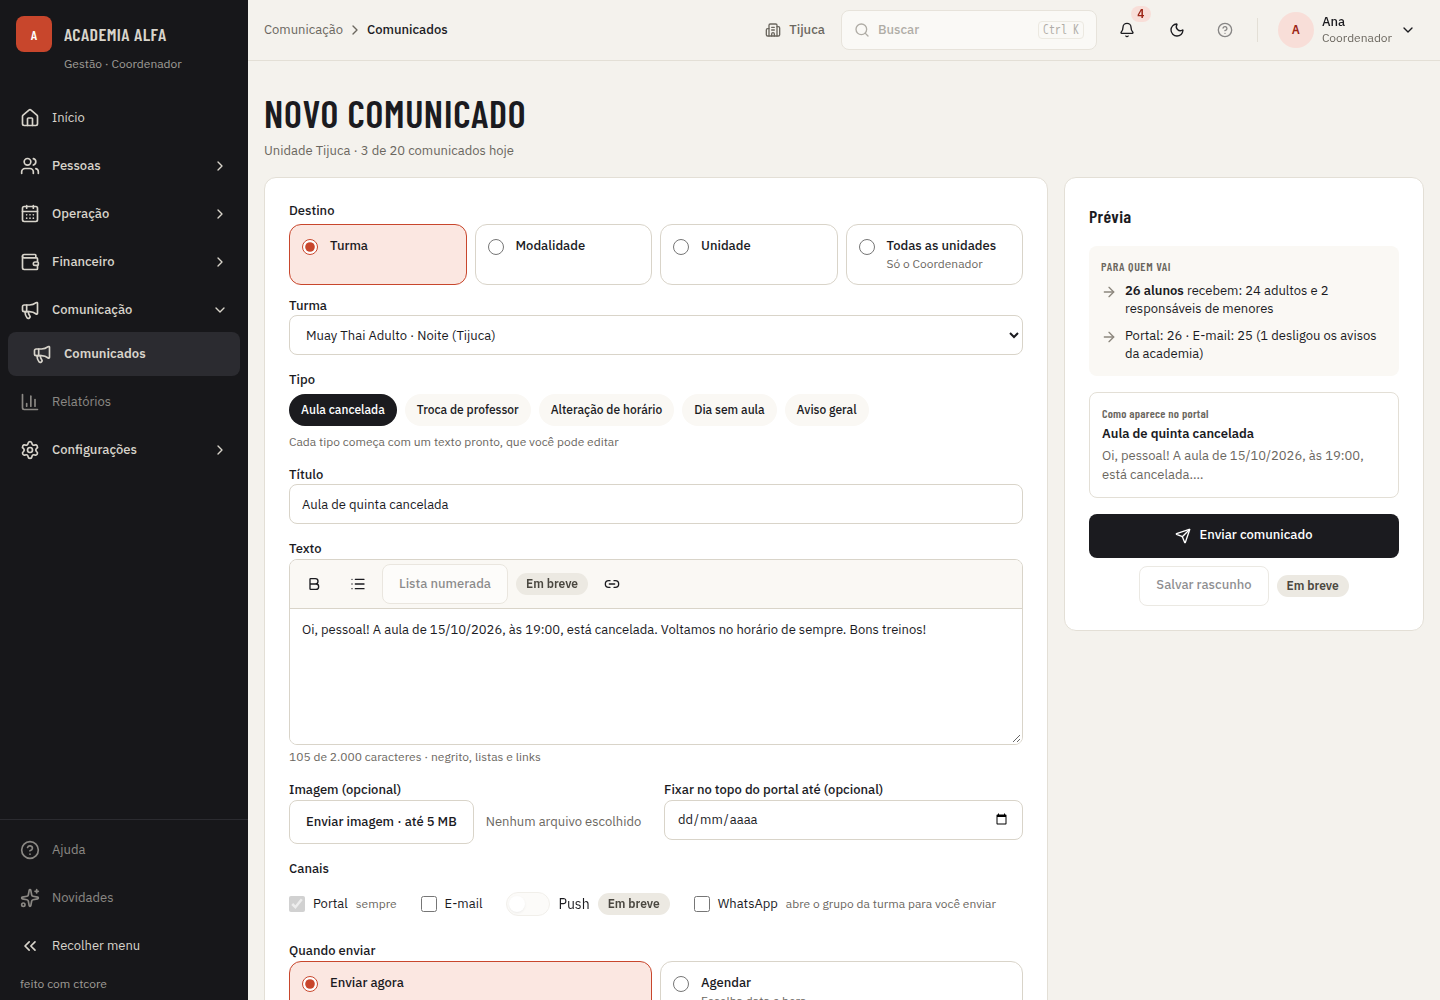 A
ACADEMIA ALFA
Gestão · Coordenador
Início
Pessoas
Operação
Financeiro
Comunicação
Comunicados
Relatórios
Configurações
Ajuda
Novidades
Recolher menu
feito com ctcore
Comunicação
Comunicados
Tijuca
Buscar
Ctrl K
4
A
Ana
Coordenador
NOVO COMUNICADO
Unidade Tijuca · 3 de 20 comunicados hoje
Destino
Turma
Modalidade
Unidade
Todas as unidades
Só o Coordenador
Turma
Muay Thai Adulto · Noite (Tijuca)
Tipo
Aula cancelada
Troca de professor
Alteração de horário
Dia sem aula
Aviso geral
Cada tipo começa com um texto pronto, que você pode editar
Título
Aula de quinta cancelada
Texto
B
Lista numerada
Em breve
Oi, pessoal! A aula de 15/10/2026, às 19:00, está cancelada. Voltamos no horário de sempre. Bons treinos!
105 de 2.000 caracteres · negrito, listas e links
Imagem (opcional)
Enviar imagem · até 5 MB
Nenhum arquivo escolhido
Fixar no topo do portal até (opcional)
dd/mm/aaaa
Canais
Portal sempre
E-mail
Push
Em breve
WhatsApp abre o grupo da turma para você enviar
Quando enviar
Enviar agora
Agendar
Escolha data e hora
Prévia
PARA QUEM VAI
26 alunos recebem: 24 adultos e 2
responsáveis de menores
Portal: 26 · E-mail: 25 (1 desligou os avisos
da academia)
Como aparece no portal
Aula de quinta cancelada
Oi, pessoal! A aula de 15/10/2026, às 19:00,
está cancelada....
Enviar comunicado
Salvar rascunho
Em breve